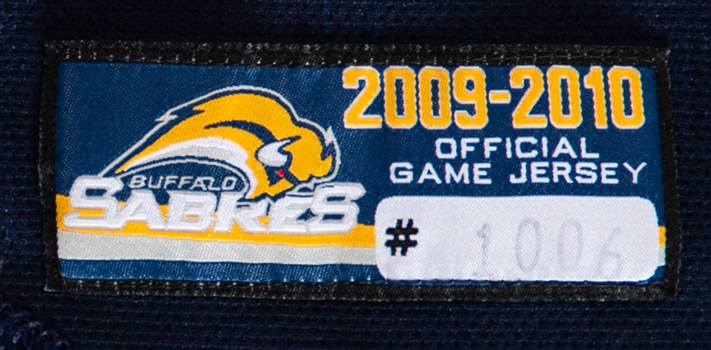 BUFFALO
SABRES
2009-2010
OFFICIAL
GAME JERSEY
# 1006